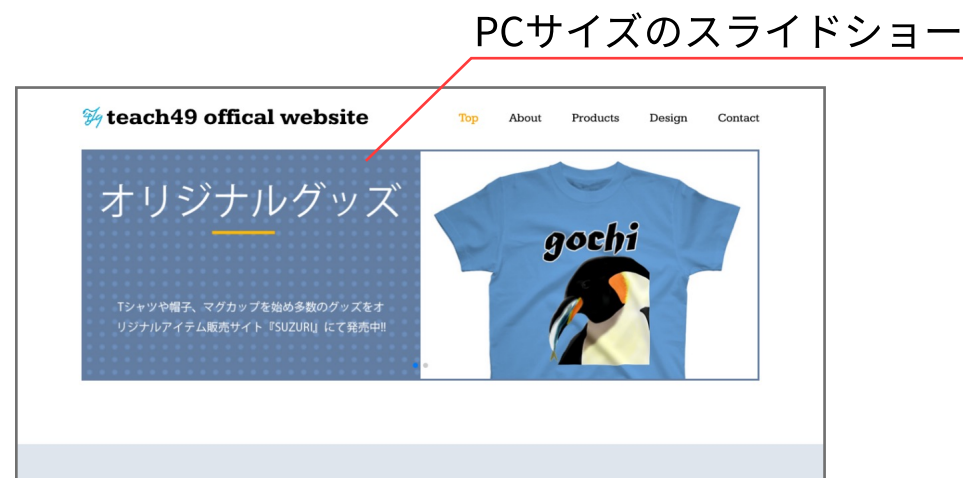 PCサイズのスライドショー
teach49 offical website
Top About Products Design Contact
オリジナルグッズ
gochi
Tシャツや帽子、マグカップを始め多数のグッズをオ
リジナルアイテム販売サイト『SUZURI』にて発売中!!